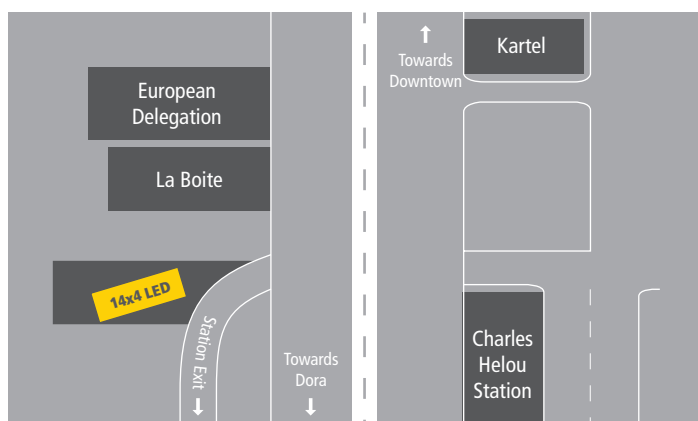 European
Delegation
La Boite
14x4 LED
Station Exit
Towards
Dora
Towards
Downtown
Kartel
Charles
Helou
Station